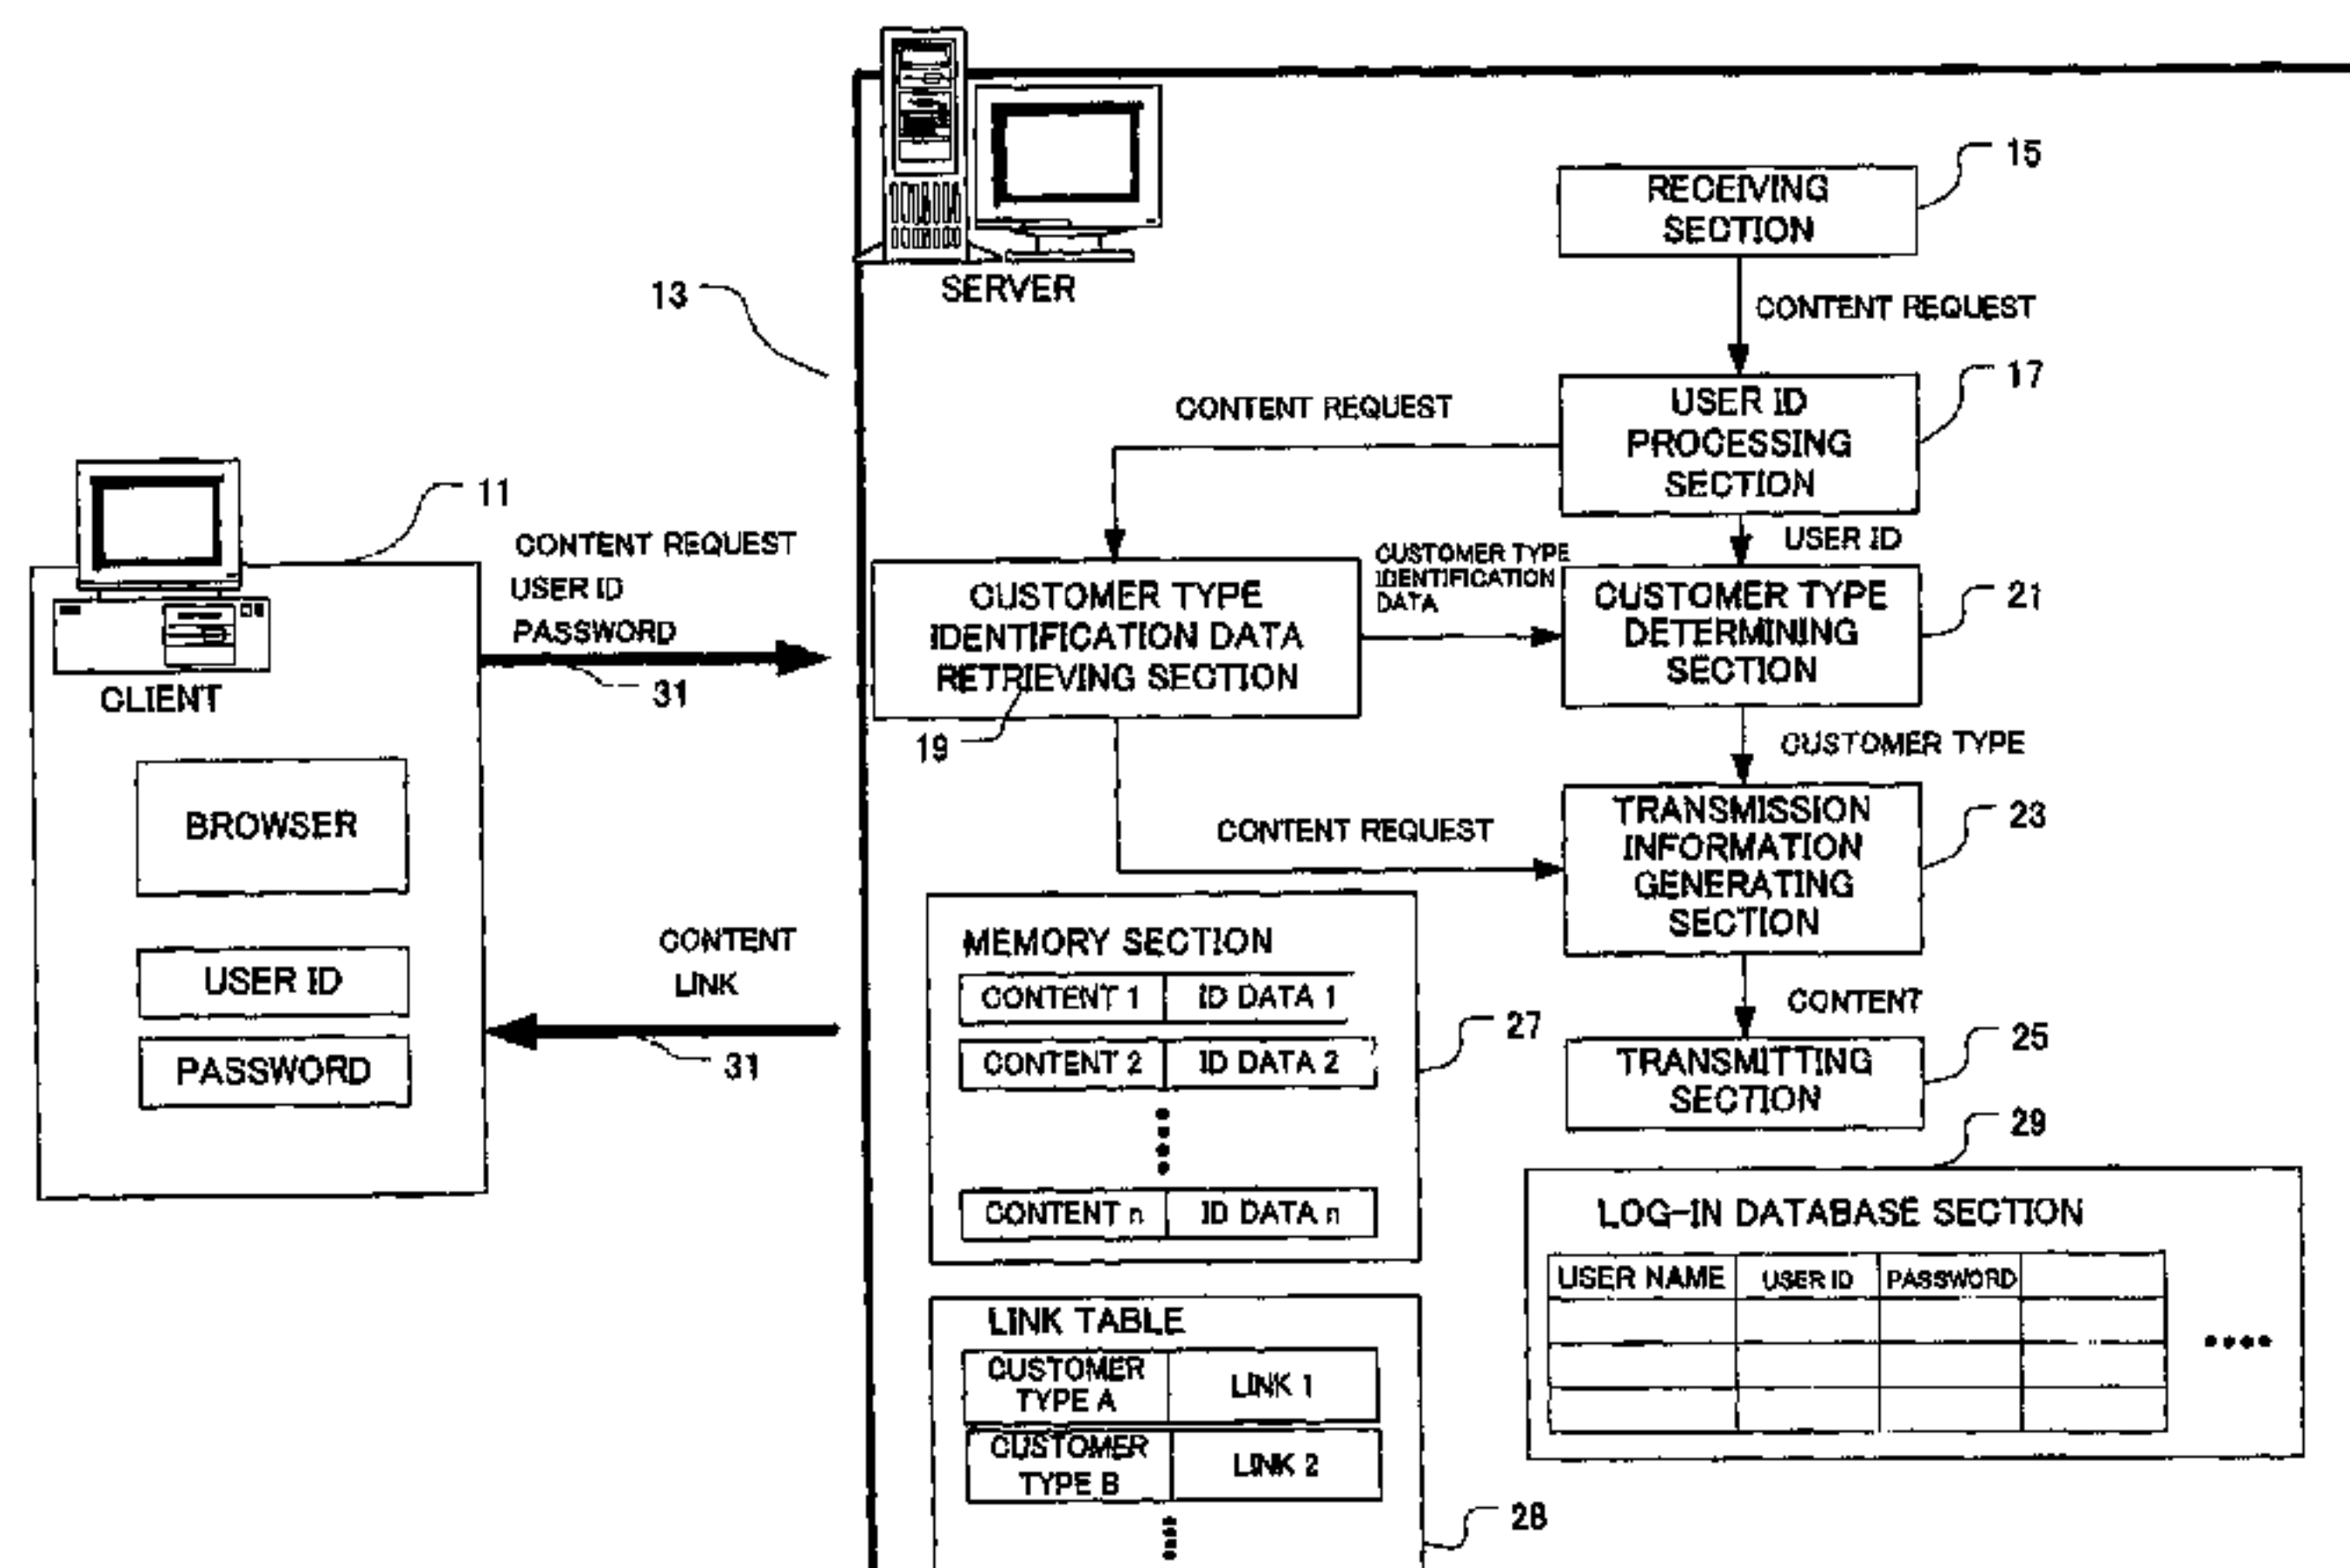 SERVER
13
RECEIVING
SECTION
15
CONTENT REQUEST
USER ID
PROCESSING
SECTION
17
CONTENT REQUEST
USER ID
CUSTOMER TYPE
IDENTIFICATION DATA
RETRIEVING SECTION
19
CUSTOMER TYPE
IDENTIFICATION
DATA
CUSTOMER TYPE
DETERMINING
SECTION
21
CUSTOMER TYPE
CONTENT REQUEST
TRANSMISSION
INFORMATION
GENERATING
SECTION
23
CONTENT
TRANSMITTING
SECTION
25
11
CLIENT
BROWSER
USER ID
PASSWORD
CONTENT REQUEST
USER ID
PASSWORD
31
CONTENT
LINK
31
MEMORY SECTION
CONTENT 1 ID DATA 1
CONTENT 2 ID DATA 2
CONTENT n ID DATA n
27
LINK TABLE
CUSTOMER
TYPE A
LINK 1
CUSTOMER
TYPE B
LINK 2
28
29
LOG-IN DATABASE SECTION
USER NAME USER ID PASSWORD